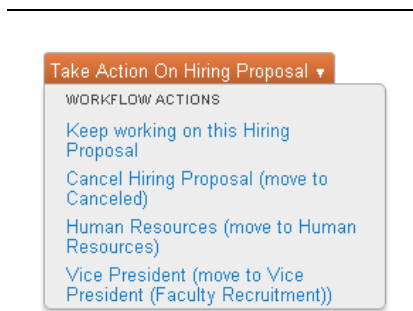 Take Action On Hiring Proposal ▼
WORKFLOW ACTIONS
Keep working on this Hiring
Proposal
Cancel Hiring Proposal (move to
Canceled)
Human Resources (move to Human
Resources)
Vice President (move to Vice
President (Faculty Recruitment))